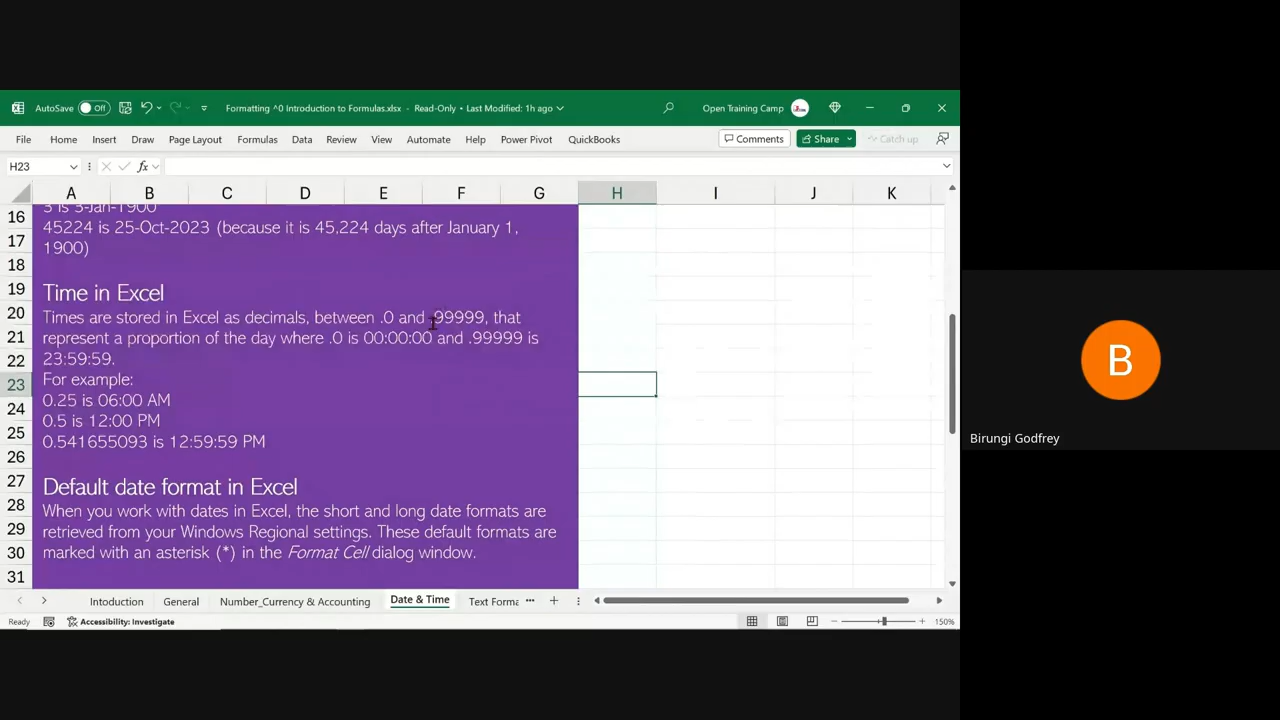 AutoSave Off Formatting ^0 Introduction to Formulas.xlsx - Read-Only • Last Modified: 1h ago Open Training Camp
File Home Insert Draw Page Layout Formulas Data Review View Automate Help Power Pivot QuickBooks Comments Share Catch up
H23 fx
A B C D E F G H I J K
16 3 is 3-Jan-1900
17 45224 is 25-Oct-2023 (because it is 45,224 days after January 1,
1900)
18
19 Time in Excel
20 Times are stored in Excel as decimals, between .0 and .99999, that
21 represent a proportion of the day where .0 is 00:00:00 and .99999 is
22 23:59:59.
23 For example:
24 0.25 is 06:00 AM
25 0.5 is 12:00 PM
26 0.541655093 is 12:59:59 PM
27 Default date format in Excel
28 When you work with dates in Excel, the short and long date formats are
29 retrieved from your Windows Regional settings. These default formats are
30 marked with an asterisk (*) in the Format Cell dialog window.
31
Intoduction General Number_Currency & Accounting Date & Time Text Forma
Ready Accessibility: Investigate 150%
B
Birungi Godfrey